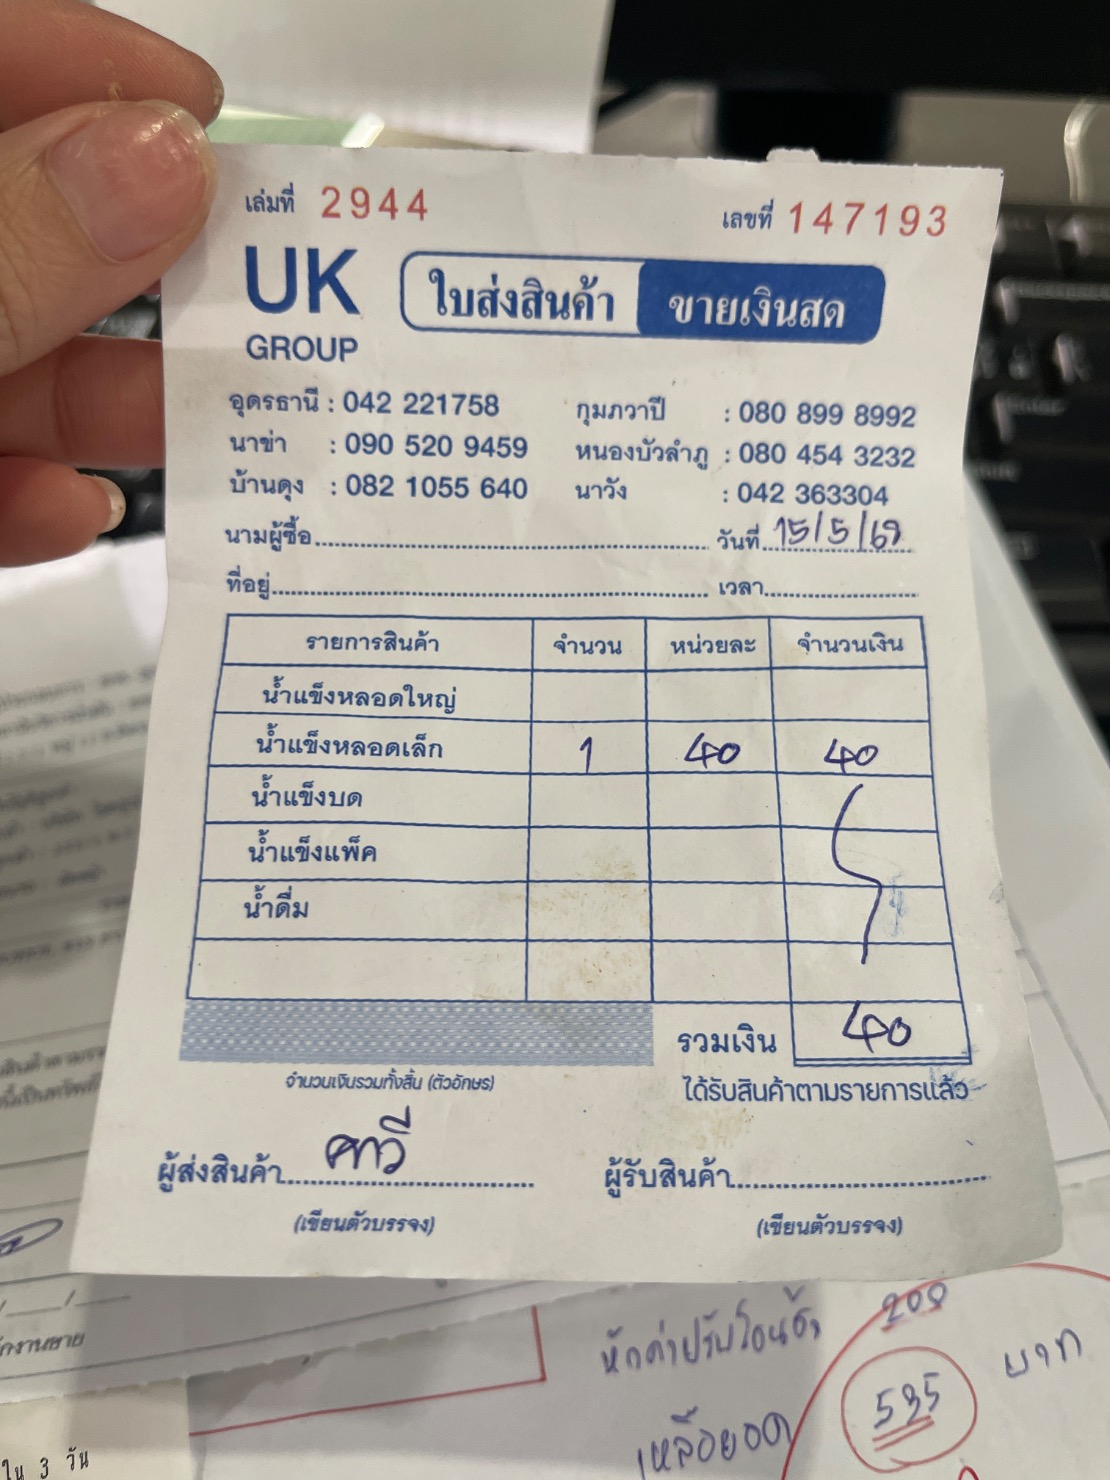 เล่มที่ 2944 เลขที่ 147193
UK GROUP
ใบส่งสินค้า ขายเงินสด
อุดรธานี : 042 221758 กุมภวาปี : 080 899 8992
นาข่า : 090 520 9459 หนองบัวลำภู : 080 454 3232
บ้านดุง : 082 1055 640 นาวัง : 042 363304
นามผู้ซื้อ วันที่ 15/5/69
ที่อยู่ เวลา
รายการสินค้า จำนวน หน่วยละ จำนวนเงิน
น้ำแข็งหลอดใหญ่
น้ำแข็งหลอดเล็ก 1 40 40
น้ำแข็งบด
น้ำแข็งแพ็ค
น้ำดื่ม
รวมเงิน 40
จำนวนเงินรวมทั้งสิ้น (ตัวอักษร)
ได้รับสินค้าตามรายการแล้ว
ผู้ส่งสินค้า ผู้รับสินค้า
(เขียนตัวบรรจง) (เขียนตัวบรรจง)
หักค่าปรับ 200 บาท
เหลือยอด 535
ใน 3 วัน